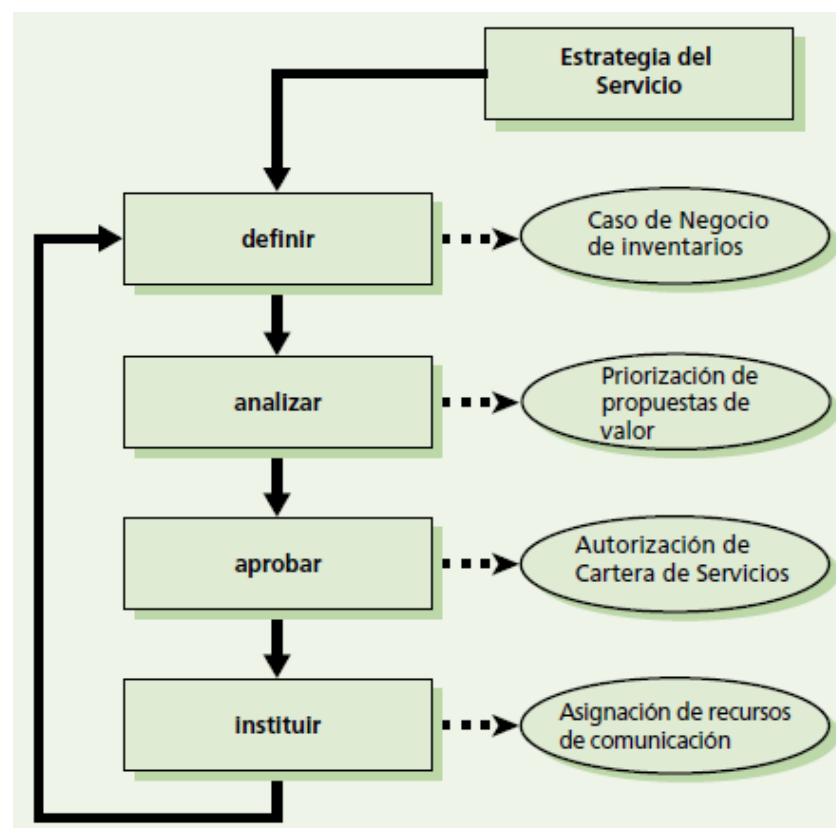 Estrategia del
Servicio
definir
Caso de Negocio
de inventarios
analizar
Priorización de
propuestas de
valor
aprobar
Autorización de
Cartera de Servicios
instituir
Asignación de recursos
de comunicación